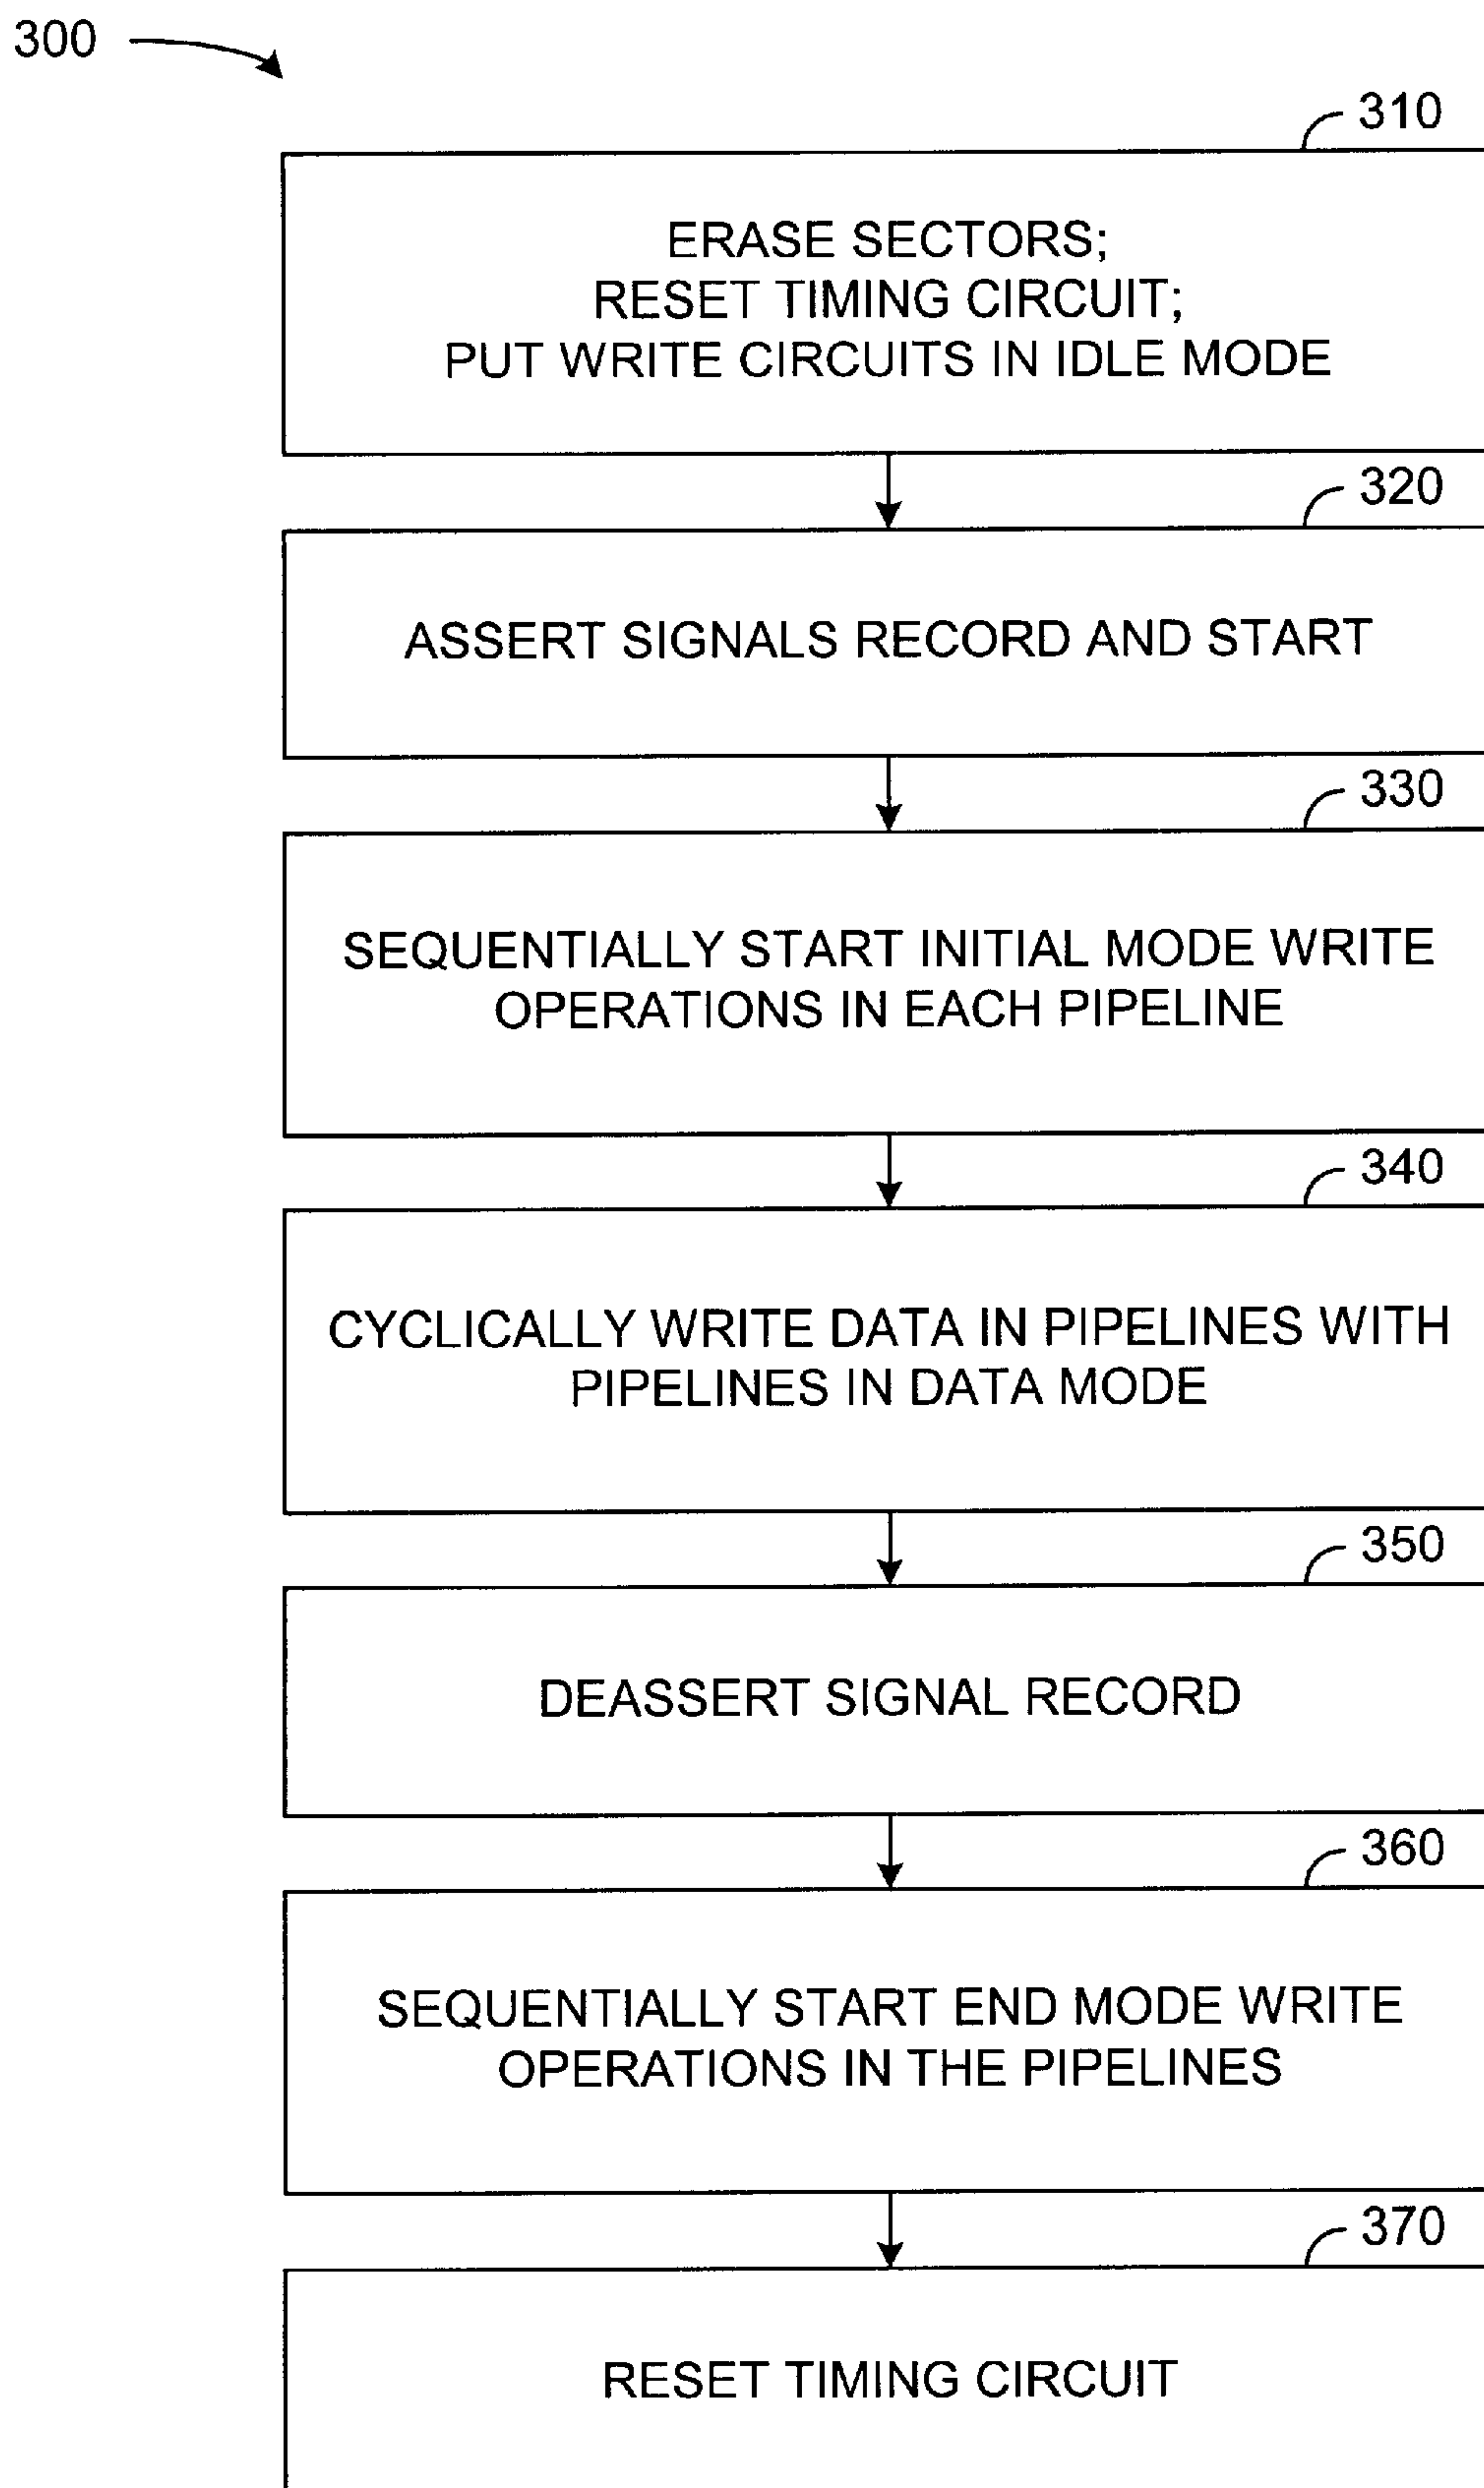 300
310
ERASE SECTORS;
RESET TIMING CIRCUIT;
PUT WRITE CIRCUITS IN IDLE MODE
320
ASSERT SIGNALS RECORD AND START
330
SEQUENTIALLY START INITIAL MODE WRITE
OPERATIONS IN EACH PIPELINE
340
CYCLICALLY WRITE DATA IN PIPELINES WITH
PIPELINES IN DATA MODE
350
DEASSERT SIGNAL RECORD
360
SEQUENTIALLY START END MODE WRITE
OPERATIONS IN THE PIPELINES
370
RESET TIMING CIRCUIT